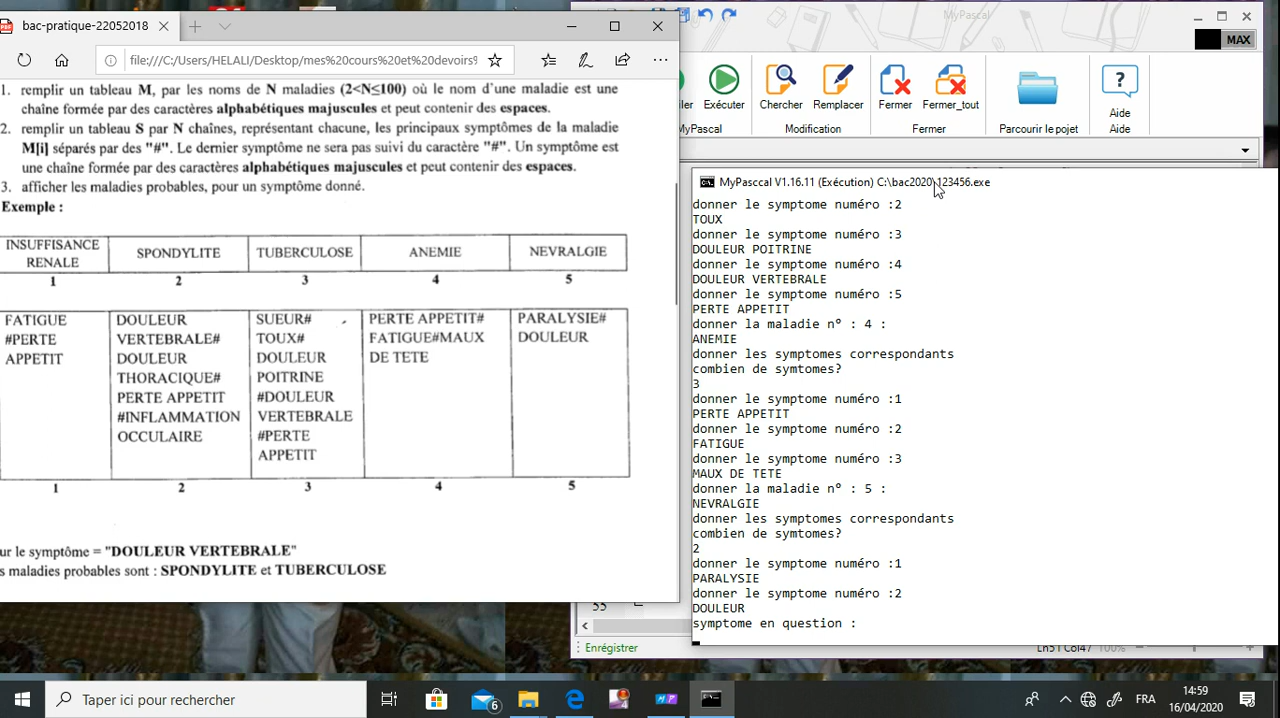 bac-pratique-22052018
file:///C:/Users/HELALI/Desktop/mes%20cours%20et%20devoirs%
1. remplir un tableau M, par les noms de N maladies (2<N≤100) où le nom d'une maladie est une
chaîne formée par des caractères alphabétiques majuscules et peut contenir des espaces.
2. remplir un tableau S par N chaînes, représentant chacune, les principaux symptômes de la maladie
M[i] séparés par des "#". Le dernier symptôme ne sera pas suivi du caractère "#". Un symptôme est
une chaîne formée par des caractères alphabétiques majuscules et peut contenir des espaces.
3. afficher les maladies probables, pour un symptôme donné.
Exemple :
INSUFFISANCE
RENALE
SPONDYLITE
TUBERCULOSE
ANEMIE
NEVRALGIE
1 2 3 4 5
FATIGUE
#PERTE
APPETIT
DOULEUR
VERTEBRALE#
DOULEUR
THORACIQUE#
PERTE APPETIT
#INFLAMMATION
OCCULAIRE
SUEUR#
TOUX#
DOULEUR
POITRINE
#DOULEUR
VERTEBRALE
#PERTE
APPETIT
PERTE APPETIT#
FATIGUE#MAUX
DE TETE
PARALYSIE#
DOULEUR
1 2 3 4 5
ur le symptôme = "DOULEUR VERTEBRALE"
s maladies probables sont : SPONDYLITE et TUBERCULOSE
MyPascal
MAX
iler
Exécuter
Chercher
Remplacer
Fermer
Fermer_tout
Parcourir le projet
Aide
MyPascal
Modification
Fermer
Aide
MyPasccal V1.16.11 (Exécution) C:\bac2020\123456.exe
donner le symptome numéro :2
TOUX
donner le symptome numéro :3
DOULEUR POITRINE
donner le symptome numéro :4
DOULEUR VERTEBRALE
donner le symptome numéro :5
PERTE APPETIT
donner la maladie n° : 4 :
ANEMIE
donner les symptomes correspondants
combien de symtomes?
3
donner le symptome numéro :1
PERTE APPETIT
donner le symptome numéro :2
FATIGUE
donner le symptome numéro :3
MAUX DE TETE
donner la maladie n° : 5 :
NEVRALGIE
donner les symptomes correspondants
combien de symtomes?
2
donner le symptome numéro :1
PARALYSIE
donner le symptome numéro :2
DOULEUR
symptome en question :
55
Enrégistrer
Ln51 Col47
100%
Taper ici pour rechercher
6
FRA
14:59
16/04/2020